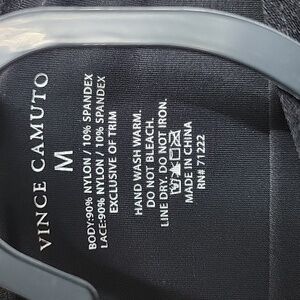 VINCE CAMUTO
M
BODY:90% NYLON / 10% SPANDEX
LACE:90% NYLON / 10% SPANDEX
EXCLUSIVE OF TRIM
HAND WASH WARM.
DO NOT BLEACH.
LINE DRY. DO NOT IRON.
MADE IN CHINA
RN# 71222